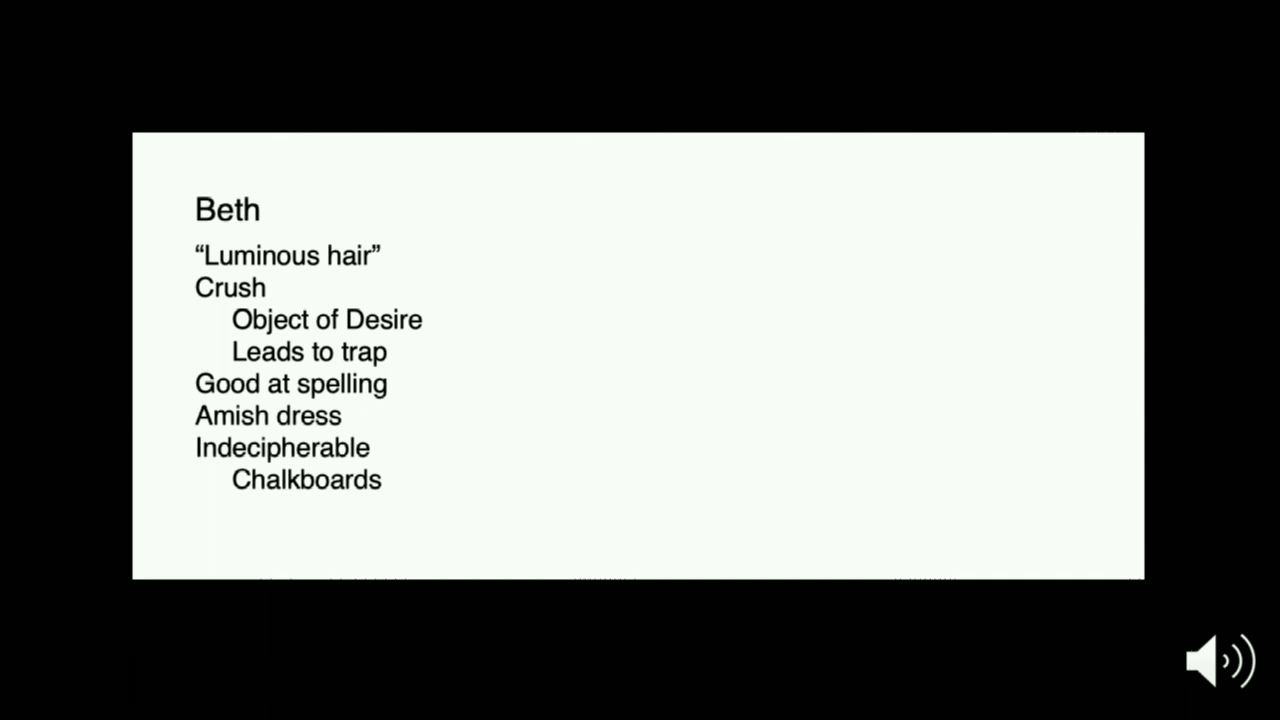 Beth
“Luminous hair”
Crush
Object of Desire
Leads to trap
Good at spelling
Amish dress
Indecipherable
Chalkboards